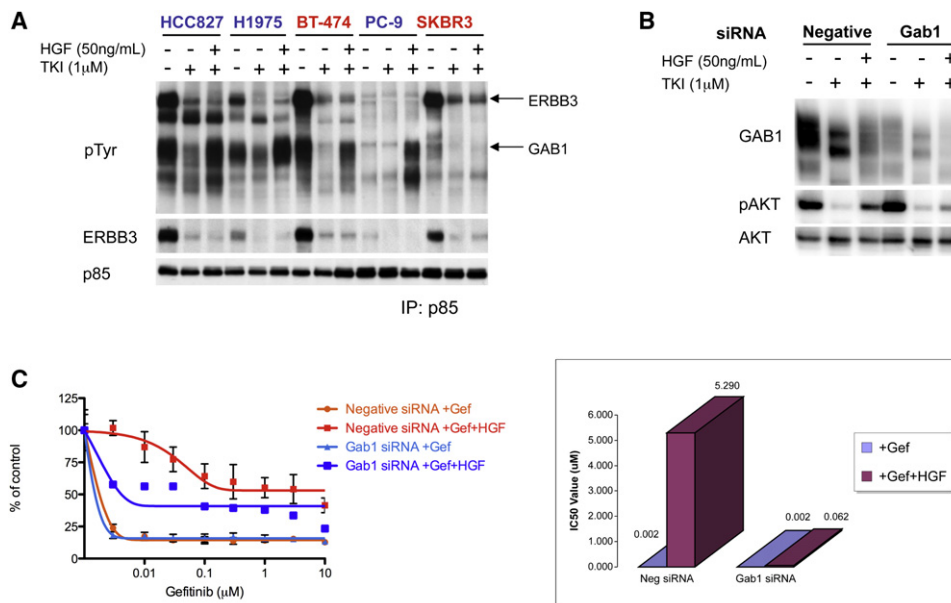 A
HCC827 H1975 BT-474 PC-9 SKBR3
HGF (50ng/mL) - - + - - + - - + - - + - - +
TKI (1μM) - + + - + + - + + - + + - + +
pTyr
ERBB3
GAB1
ERBB3
p85
IP: p85
B
siRNA Negative Gab1
HGF (50ng/mL) - - + - - +
TKI (1μM) - + + - + +
GAB1
pAKT
AKT
C
% of control
125
100
75
50
25
0
0.01 0.1 1 10
Gefitinib (μM)
Negative siRNA +Gef
Negative siRNA +Gef+HGF
Gab1 siRNA +Gef
Gab1 siRNA +Gef+HGF
IC50 Value (uM)
6.000
5.000
4.000
3.000
2.000
1.000
0.000
0.002
5.290
0.002
0.062
Neg siRNA
Gab1 siRNA
+Gef
+Gef+HGF